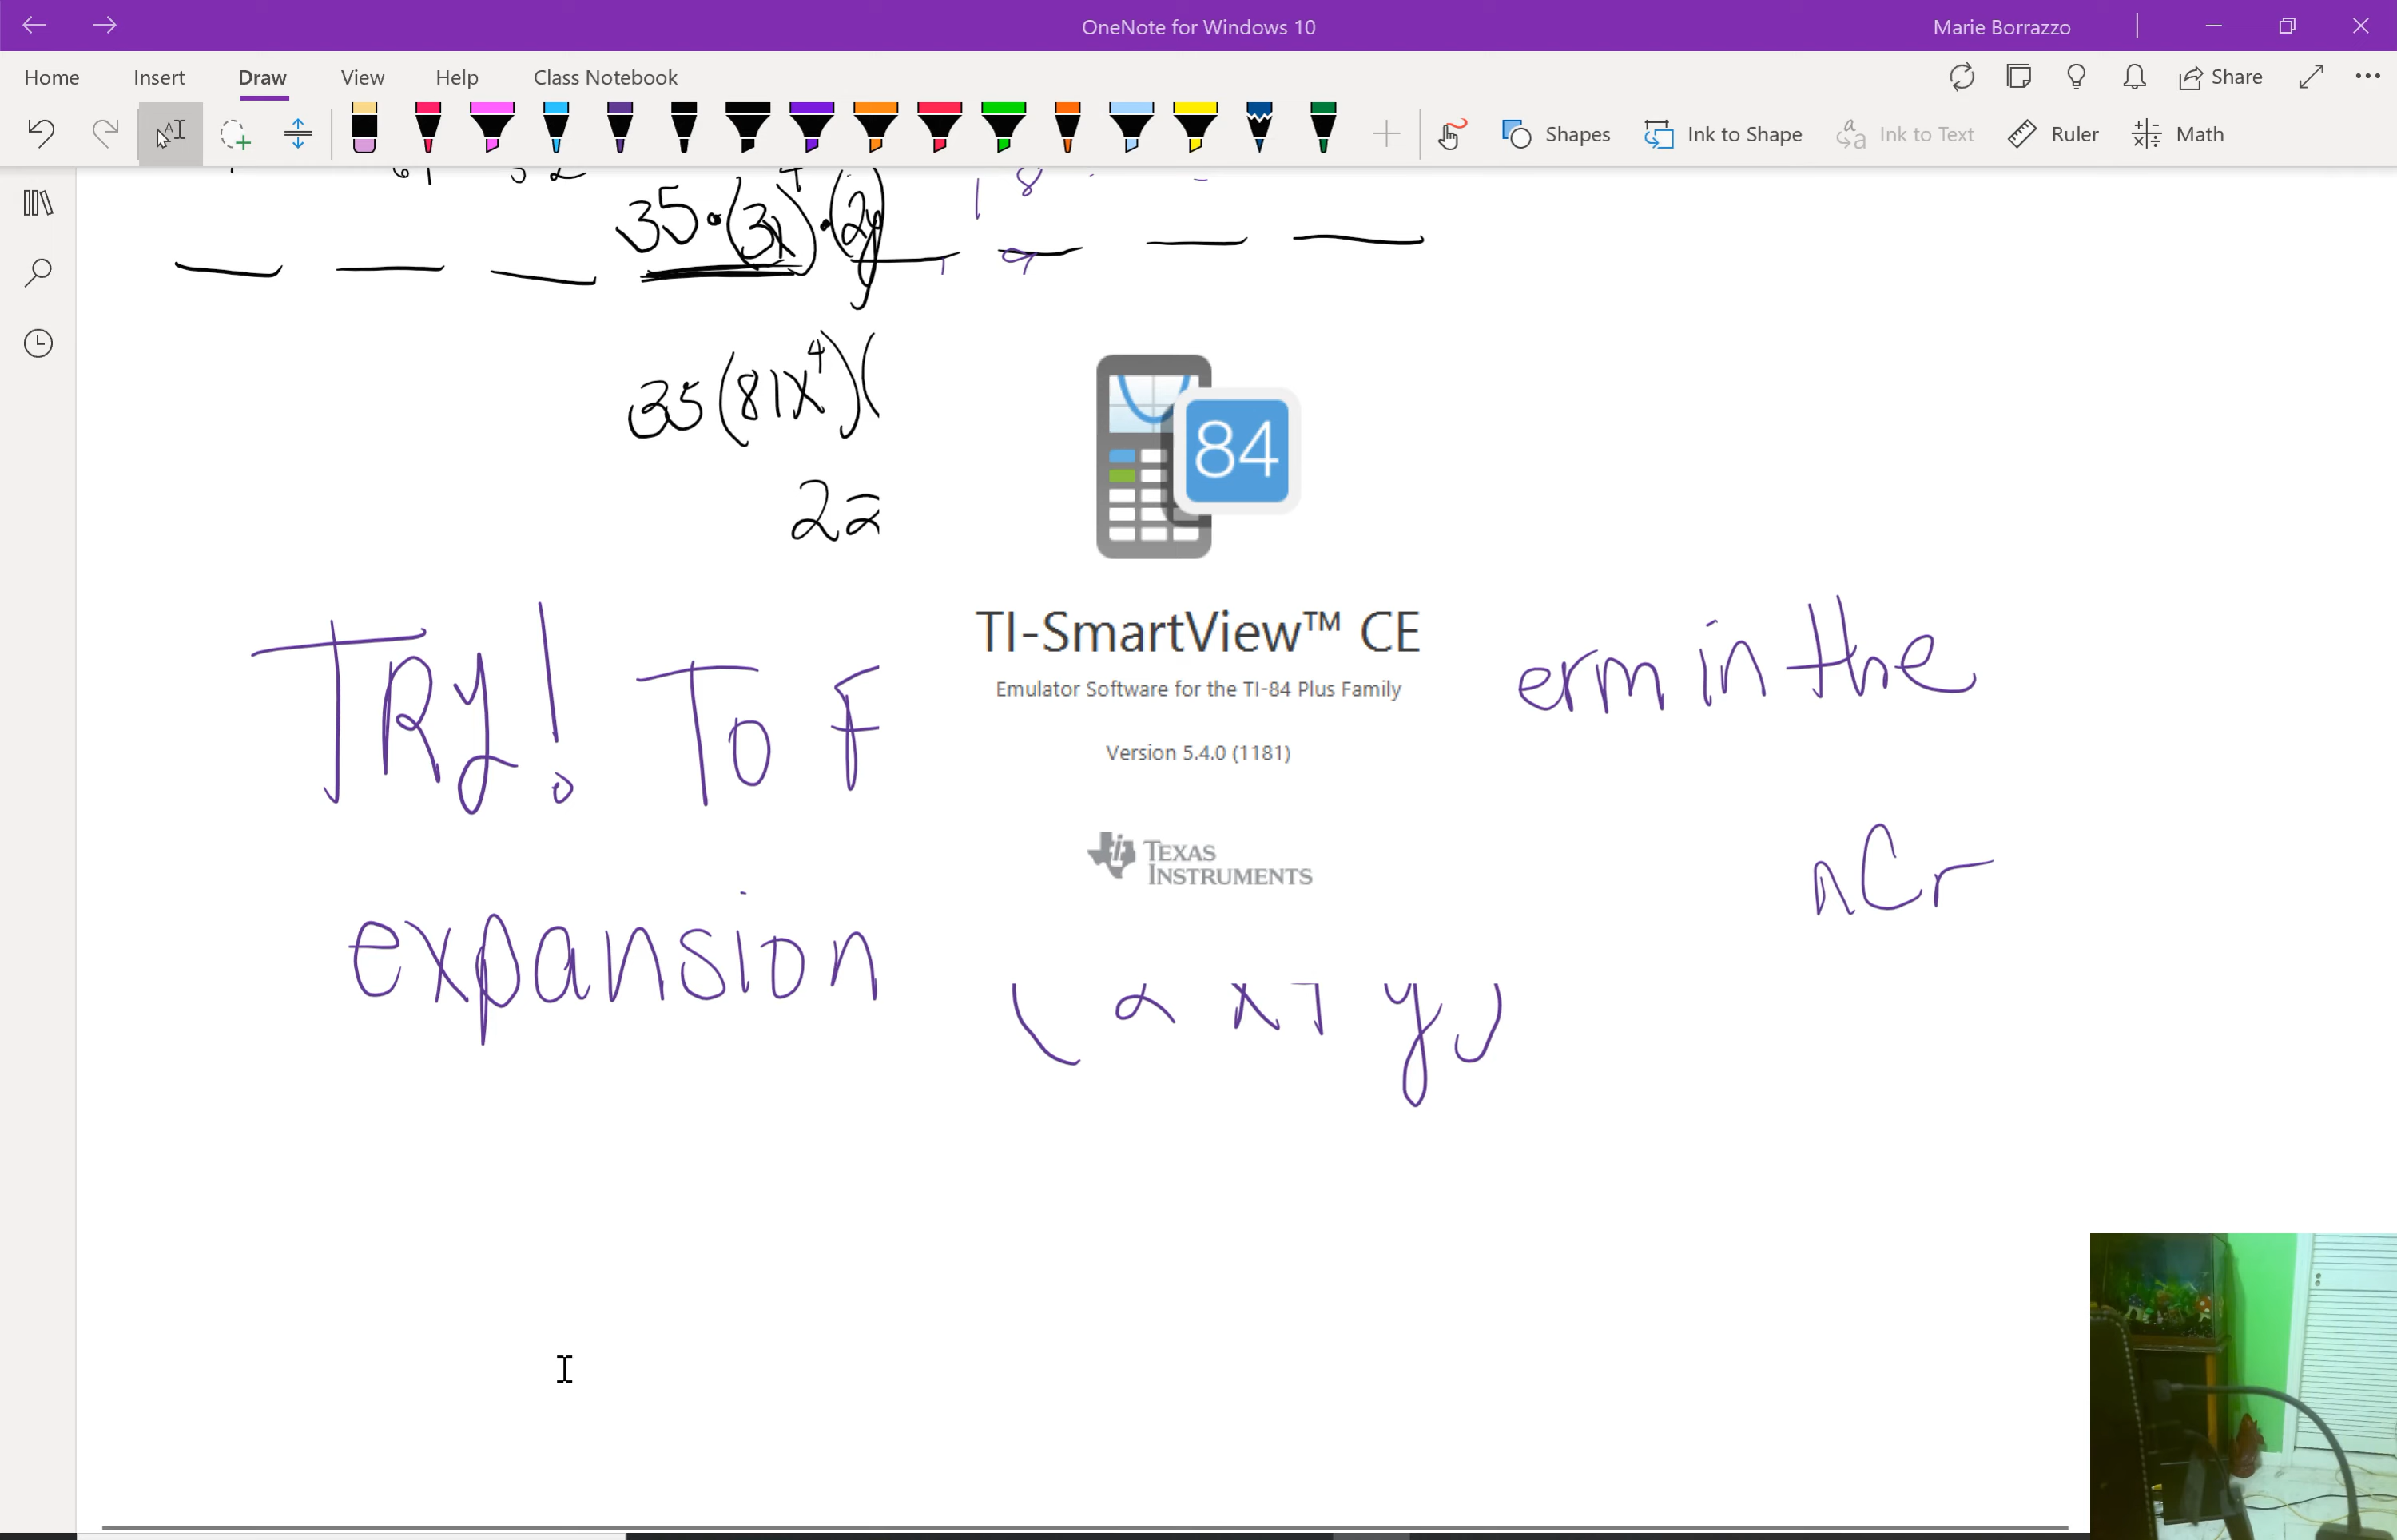 OneNote for Windows 10 Marie Borrazzo
Home Insert Draw View Help Class Notebook Share
Shapes Ink to Shape Ink to Text Ruler Math
35·(3x)⁴·(2y
35(81x⁴)(
22
84
TI-SmartView™ CE
Emulator Software for the TI-84 Plus Family
Version 5.4.0 (1181)
TEXAS
INSTRUMENTS
TRy! To F erm in the
nCr
expansion